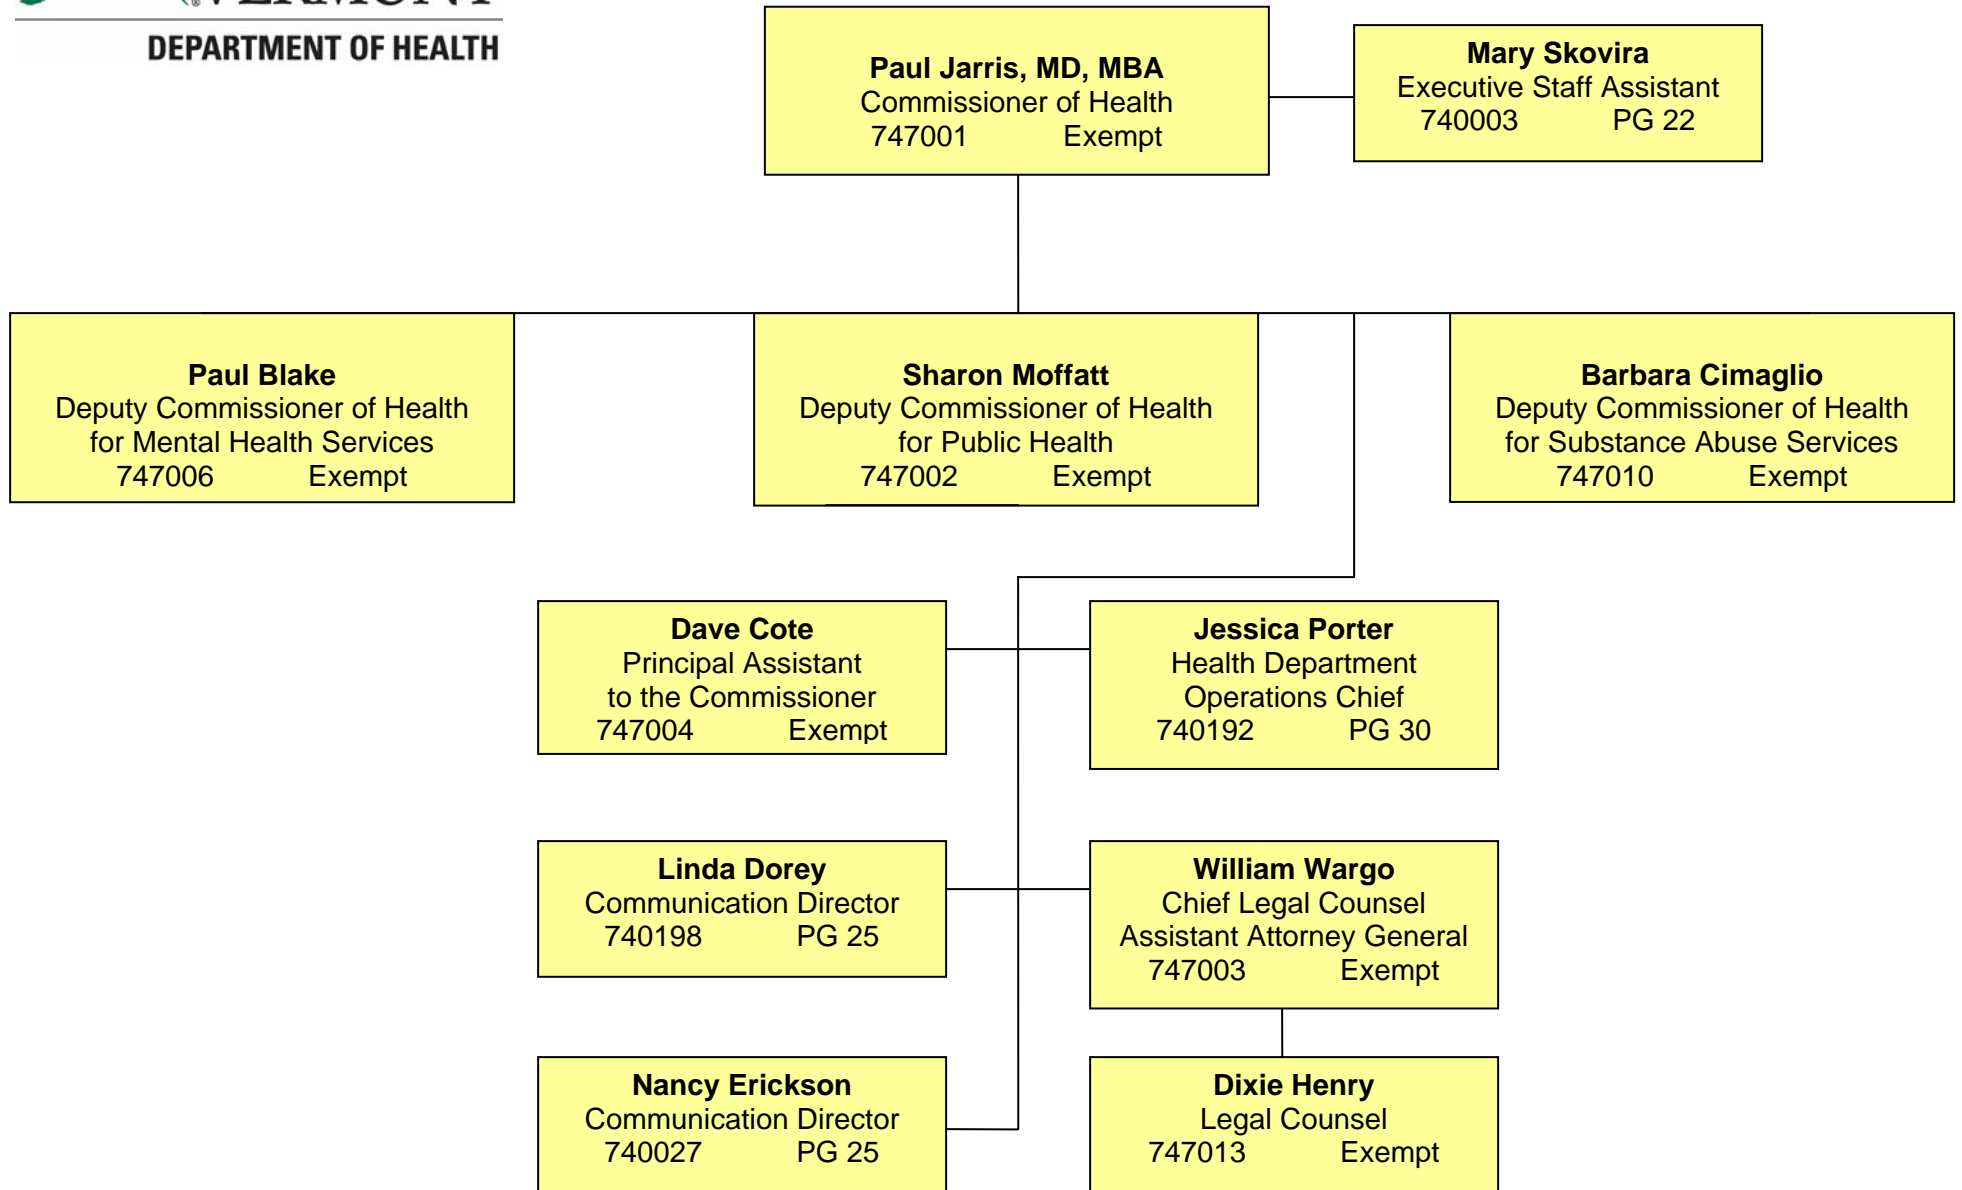 VERMONT
DEPARTMENT OF HEALTH
Paul Jarris, MD, MBA
Commissioner of Health
747001 Exempt
Mary Skovira
Executive Staff Assistant
740003 PG 22
Paul Blake
Deputy Commissioner of Health
for Mental Health Services
747006 Exempt
Sharon Moffatt
Deputy Commissioner of Health
for Public Health
747002 Exempt
Barbara Cimaglio
Deputy Commissioner of Health
for Substance Abuse Services
747010 Exempt
Dave Cote
Principal Assistant
to the Commissioner
747004 Exempt
Jessica Porter
Health Department
Operations Chief
740192 PG 30
Linda Dorey
Communication Director
740198 PG 25
William Wargo
Chief Legal Counsel
Assistant Attorney General
747003 Exempt
Nancy Erickson
Communication Director
740027 PG 25
Dixie Henry
Legal Counsel
747013 Exempt